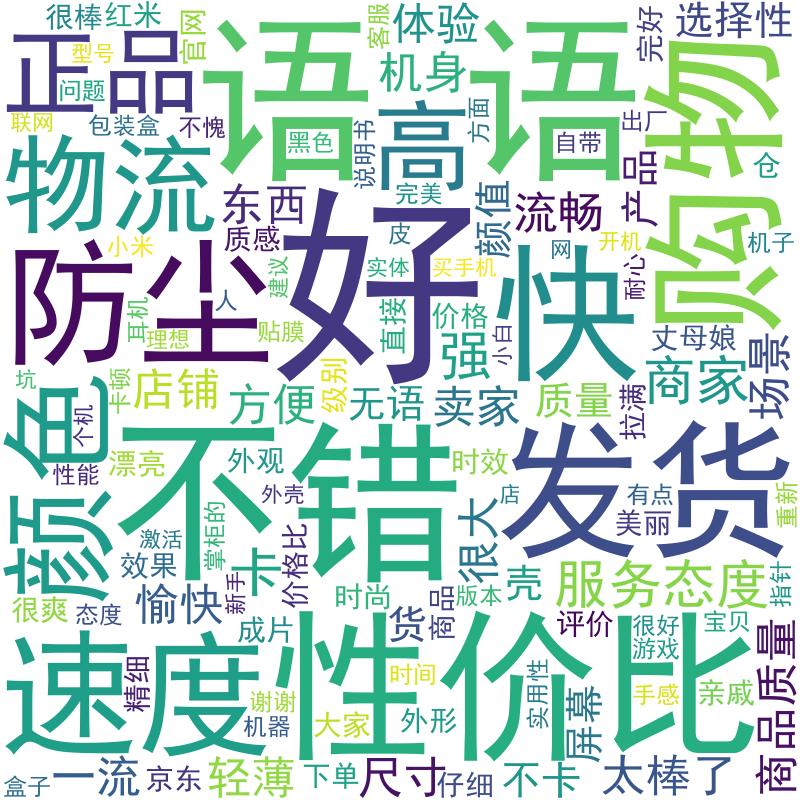 很棒
红米
官网
客服
体验
完好
选择性
正品
型号
语
语
机身
购物
问题
联网
包装盒
不愧
黑色
说明书
高
方面
自带
出厂
仓
物流
东西
完美
颜值
流畅
产品
小米
质感
皮
好
网
开机
机子
防尘
建议
实体
买手机
快
耐心
人
耳机
理想
贴膜
直接
价格
强
小白
丈母娘
坑
卡顿
店铺
级别
方便
无语
卖家
质量
商家
场景
颜色
个机
拉满
性能
漂亮
不错
外观
时效
发货
外壳
店
有点
美丽
重新
激活
掌柜的
效果
卡
价格比
很大
壳
服务态度
指针
很爽
态度
愉快
新手
时尚
货
商品
版本
成片
评价
很好
宝贝
游戏
速度
性价比
精细
谢谢
机器
时间
大家
外形
实用性
屏幕
手感
亲戚
商品质量
盒子
一流
京东
轻薄
下单
尺寸
仔细
不卡
太棒了